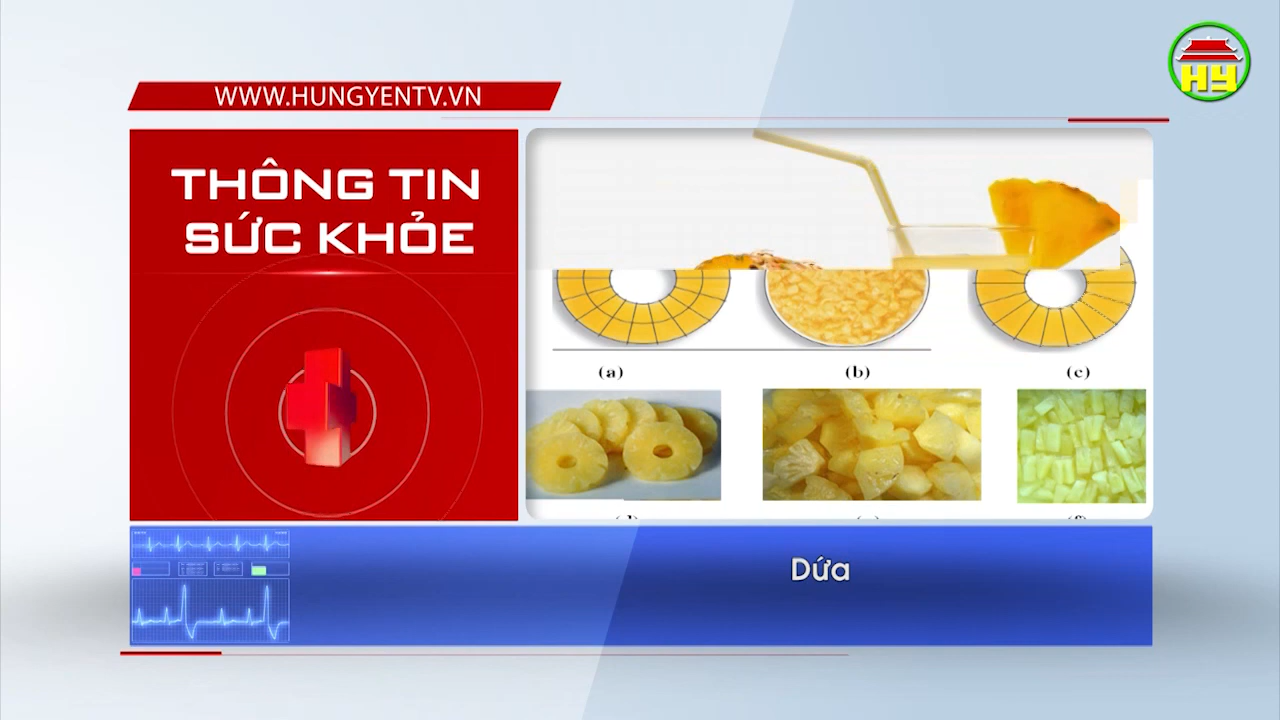 WWW.HUNGYENTV.VN
HY
THÔNG TIN
SỨC KHỎE
(a)
(b)
(c)
Dứa